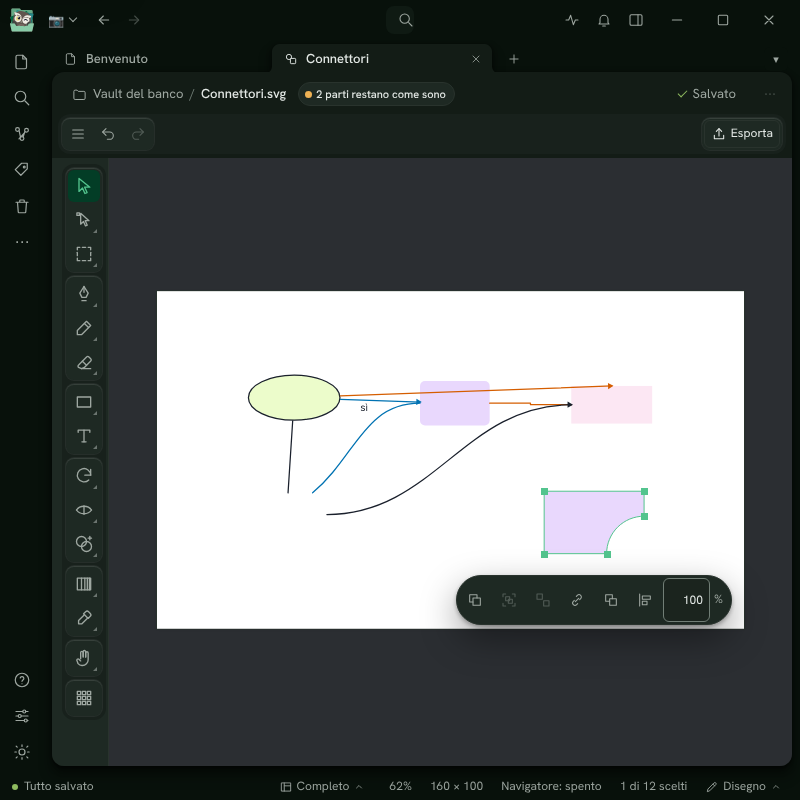 Benvenuto
Connettori
Vault del banco / Connettori.svg
2 parti restano come sono
Salvato
Esporta
sì
100 %
Tutto salvato
Completo
62%
160 × 100
Navigatore: spento
1 di 12 scelti
Disegno